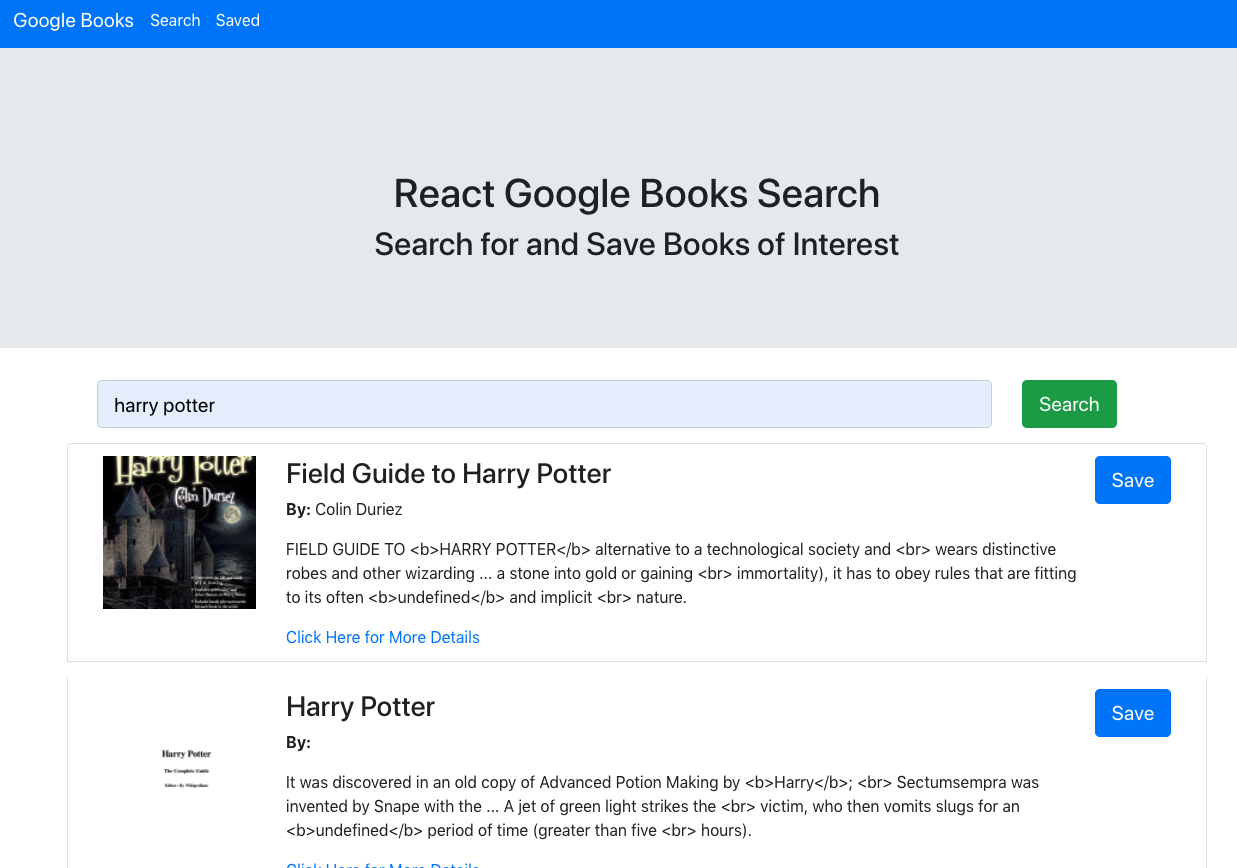 Google Books Search Saved
React Google Books Search
Search for and Save Books of Interest
harry potter Search
Harry Potter
Colin Duriez
Field Guide to Harry Potter
Save
By: Colin Duriez
FIELD GUIDE TO <b>HARRY POTTER</b> alternative to a technological society and <br> wears distinctive
robes and other wizarding ... a stone into gold or gaining <br> immortality), it has to obey rules that are fitting
to its often <b>undefined</b> and implicit <br> nature.
Click Here for More Details
Harry Potter
The Complete Guide
Harry Potter
Save
By:
It was discovered in an old copy of Advanced Potion Making by <b>Harry</b>; <br> Sectumsempra was
invented by Snape with the ... A jet of green light strikes the <br> victim, who then vomits slugs for an
<b>undefined</b> period of time (greater than five <br> hours).
Click Here for More Details